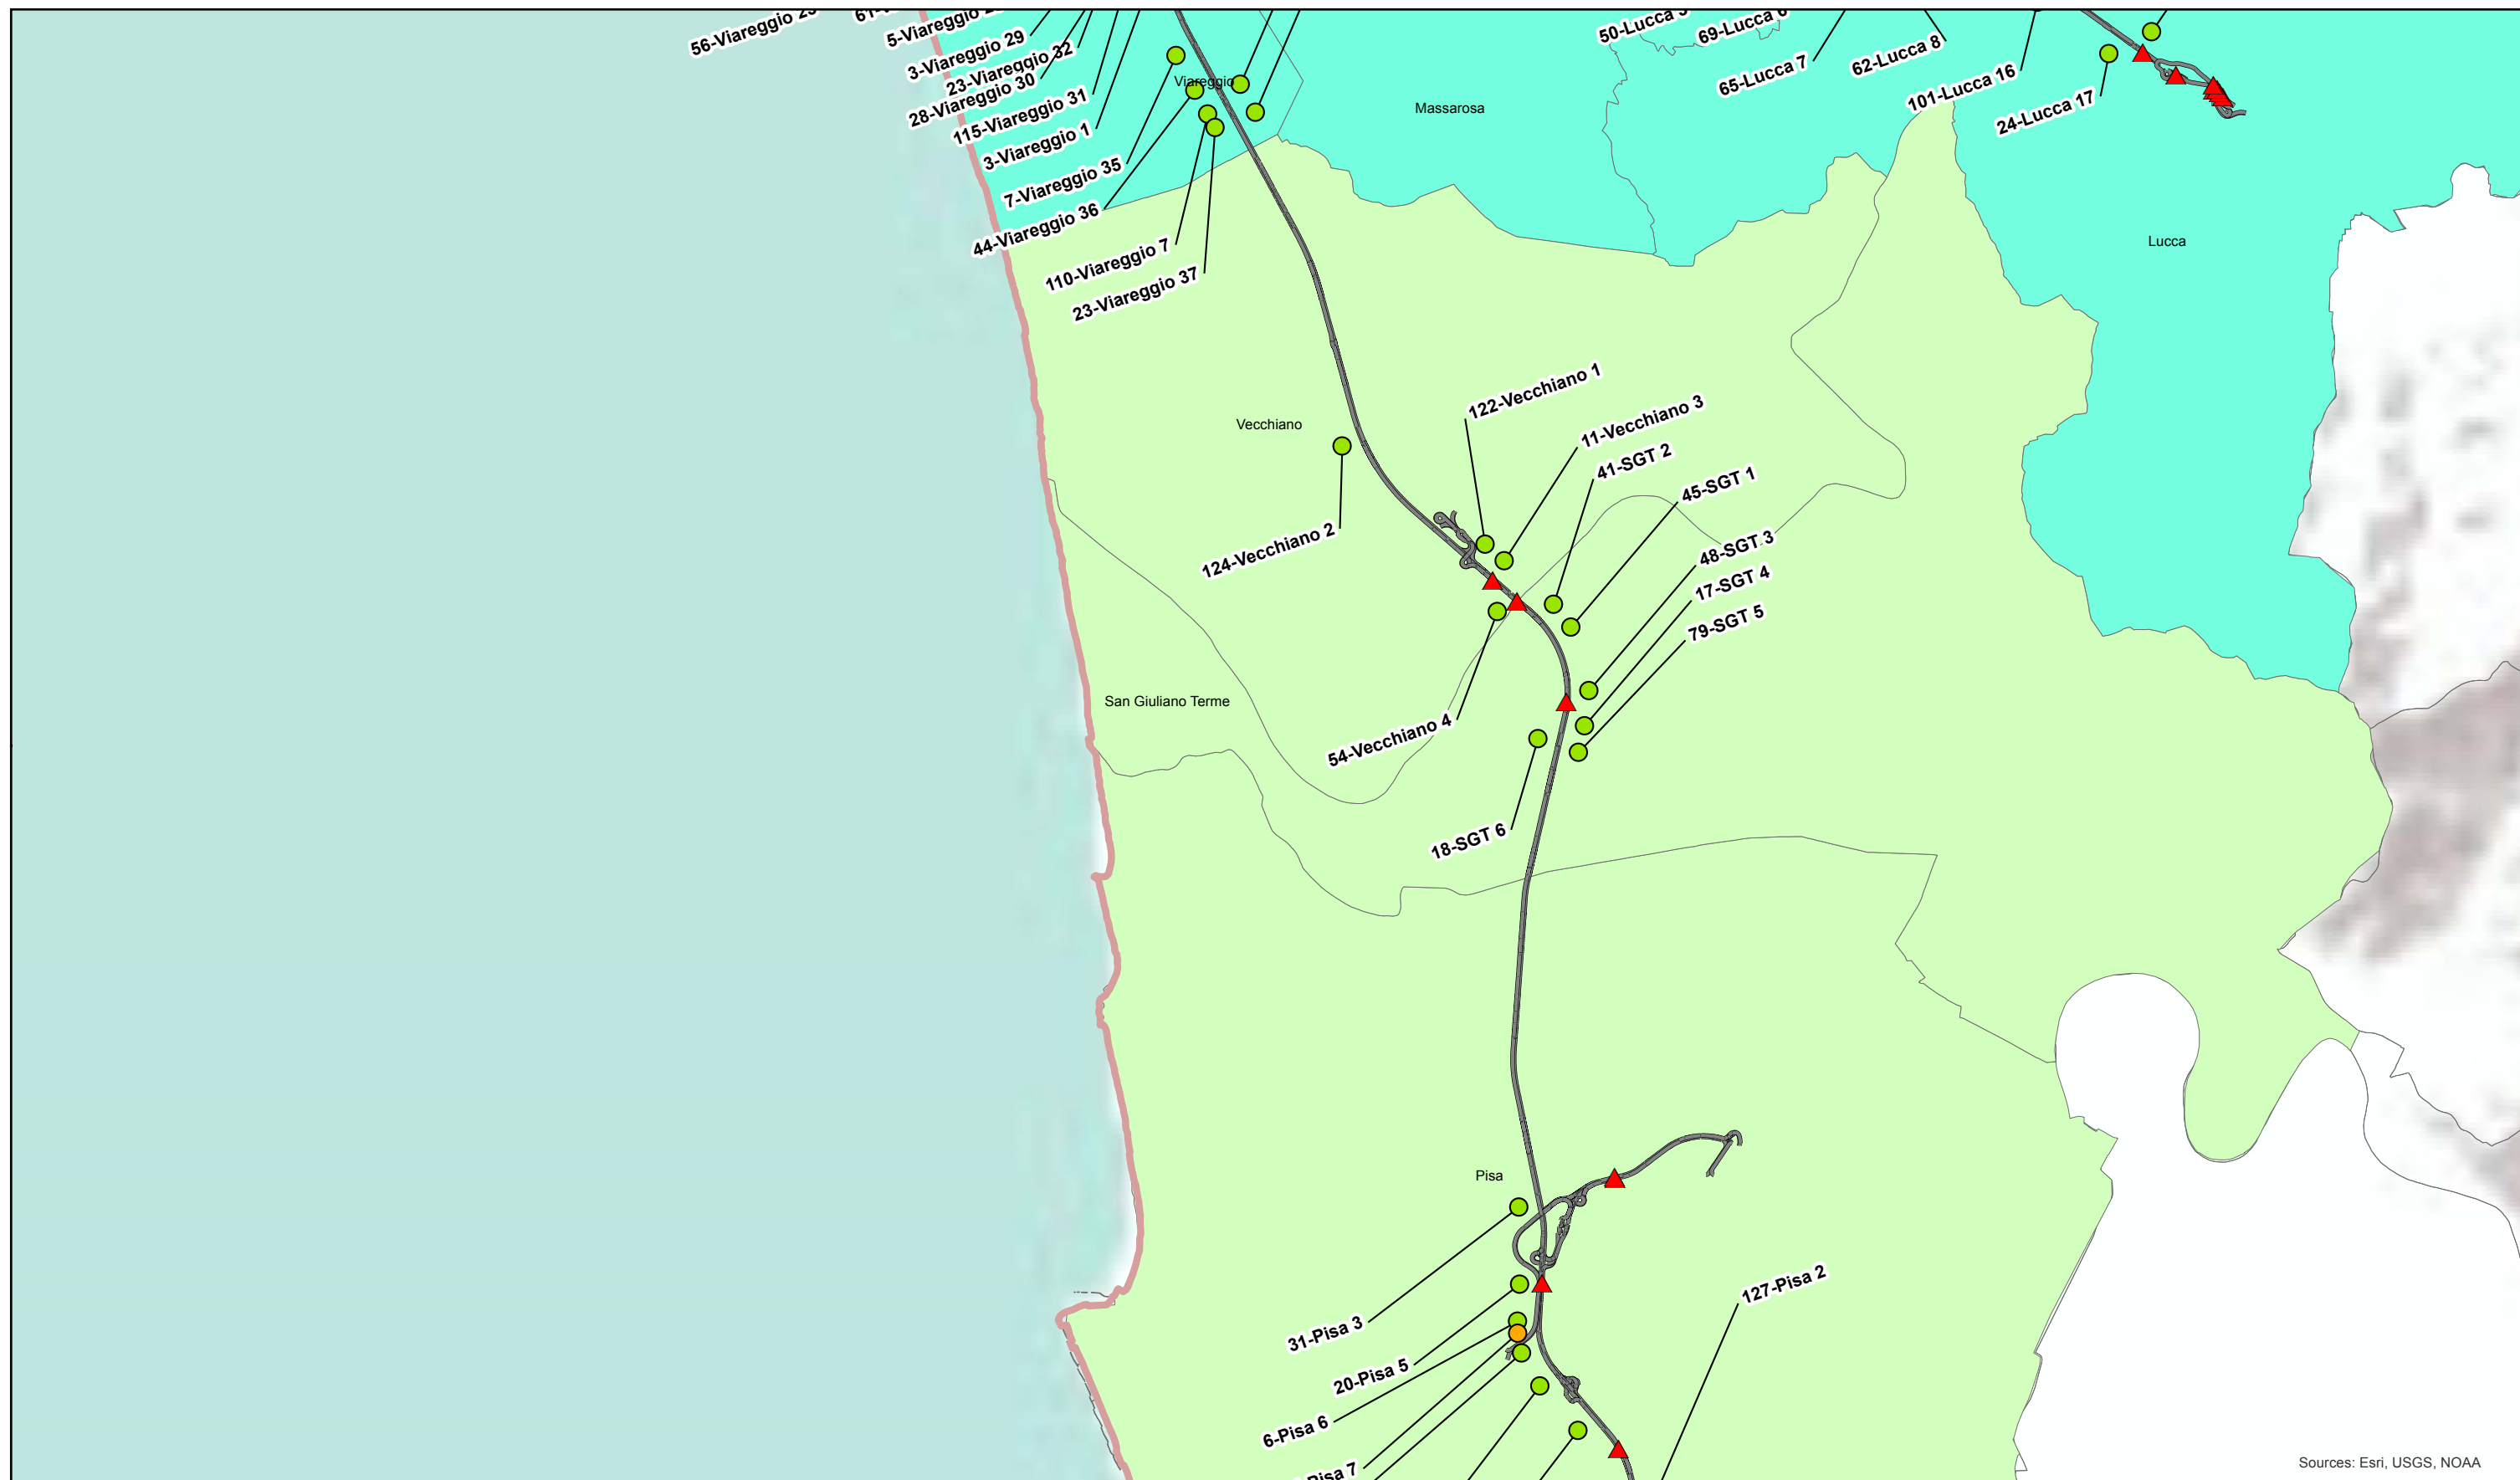 56-Viareggio
5-Viareggio
3-Viareggio 29
23-Viareggio 32
28-Viareggio 30
115-Viareggio 31
3-Viareggio 1
7-Viareggio 35
44-Viareggio 36
110-Viareggio 7
23-Viareggio 37
Viareggio
Massarosa
50-Lucca
69-Lucca
65-Lucca 7
62-Lucca 8
101-Lucca 16
24-Lucca 17
Lucca
Vecchiano
122-Vecchiano 1
11-Vecchiano 3
41-SGT 2
45-SGT 1
124-Vecchiano 2
48-SGT 3
17-SGT 4
79-SGT 5
San Giuliano Terme
54-Vecchiano 4
18-SGT 6
Pisa
127-Pisa 2
31-Pisa 3
20-Pisa 5
6-Pisa 6
Pisa 7
Sources: Esri, USGS, NOAA